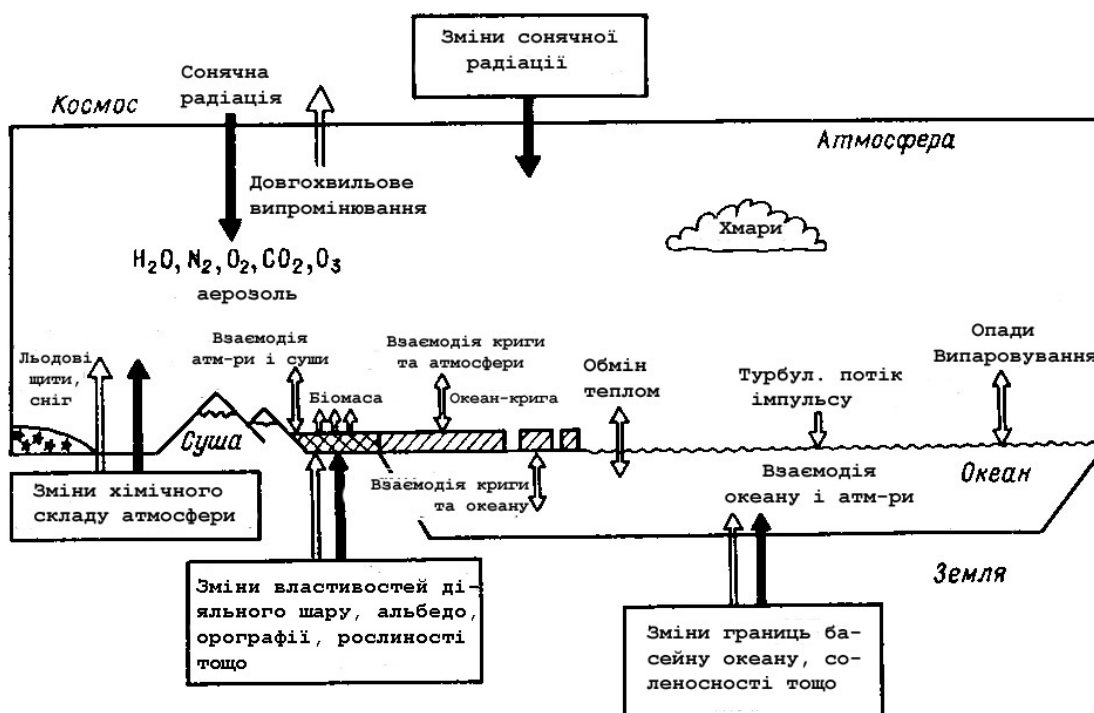 Зміни сонячної
радіації
Сонячна
радіація
Космос
Атмосфера
Довгохвильове
випромінювання
Хмари
H₂O, N₂, O₂, CO₂, O₃
аерозоль
Льодові
щити,
сніг
Взаємодія
атм-ри і суши
Взаємодія криги
та атмосфери
Обмін
теплом
Турбул. потік
імпульсу
Опади
Випаровування
Біомаса
Океан-крига
Суша
Взаємодія криги
та океану
Взаємодія
океану і атм-ри
Океан
Зміни хімічного
складу атмосфери
Земля
Зміни властивостей ді-
яльного шару, альбедо,
орографії, рослиності
тощо
Зміни границь ба-
сейну океану, со-
леносності тощо